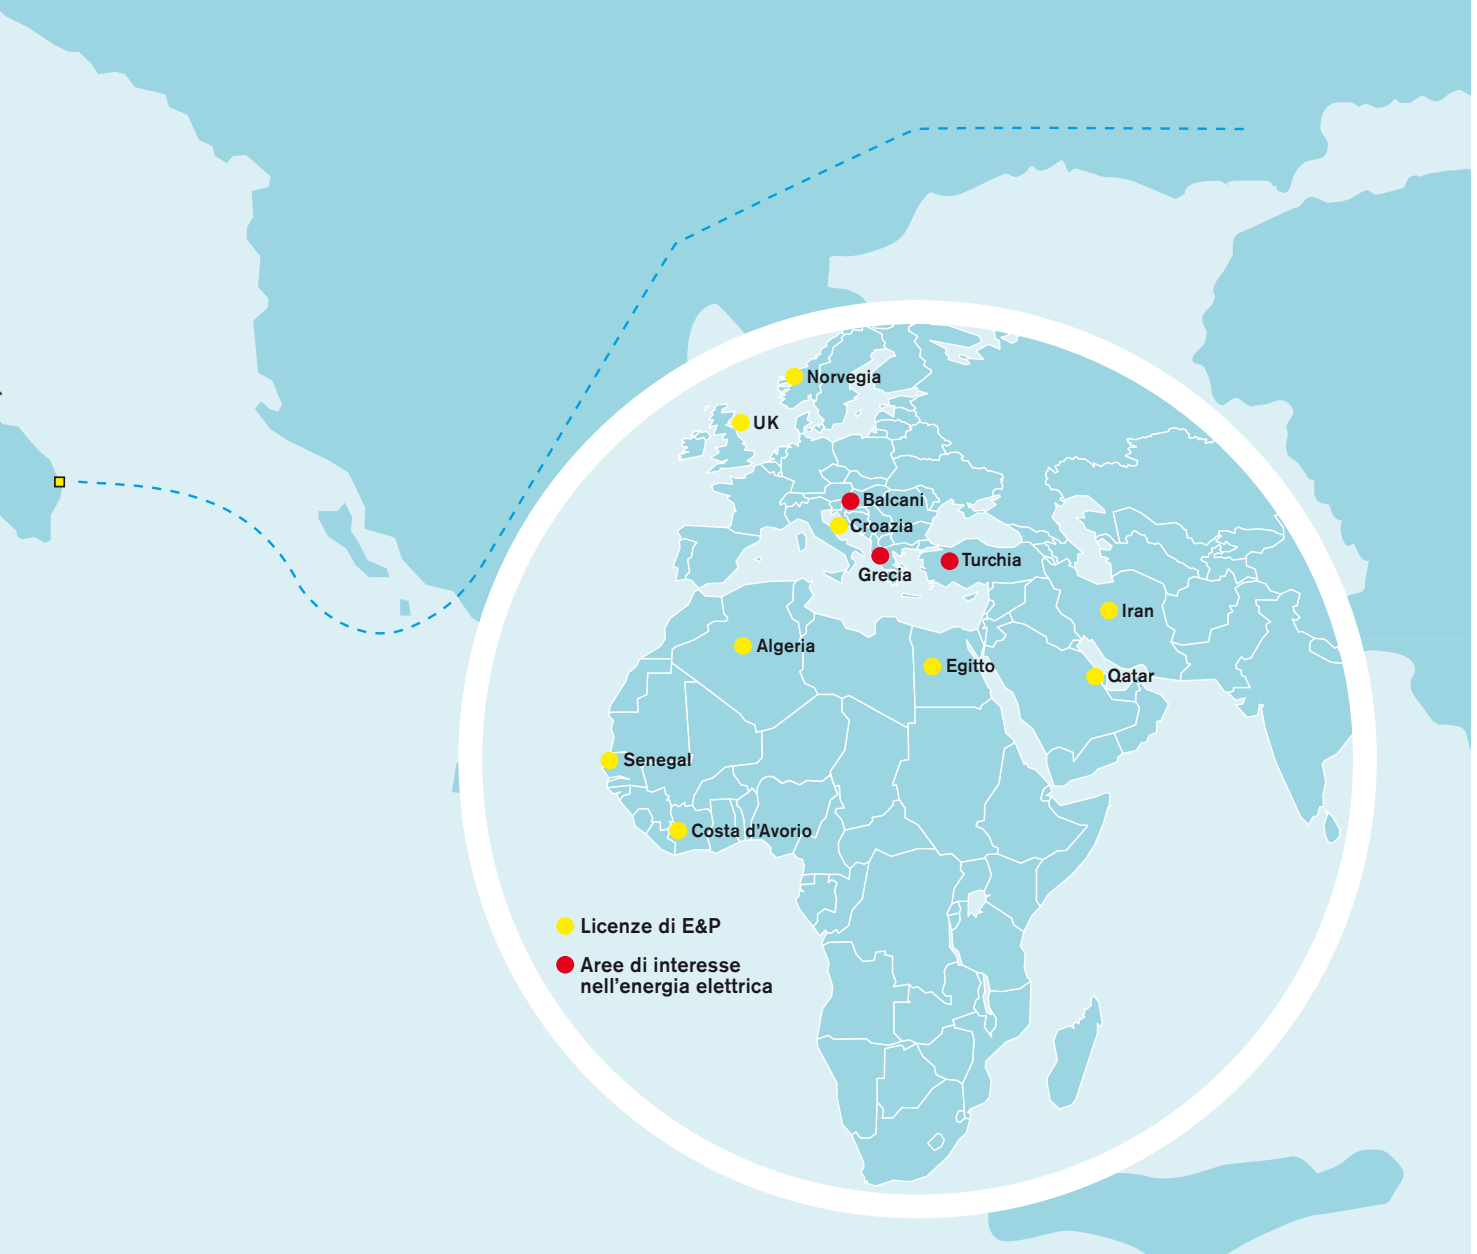 Norvegia
UK
Balcani
Croazia
Grecia
Turchia
Iran
Algeria
Egitto
Qatar
Senegal
Costa d'Avorio
Licenze di E&P
Aree di interesse
nell'energia elettrica